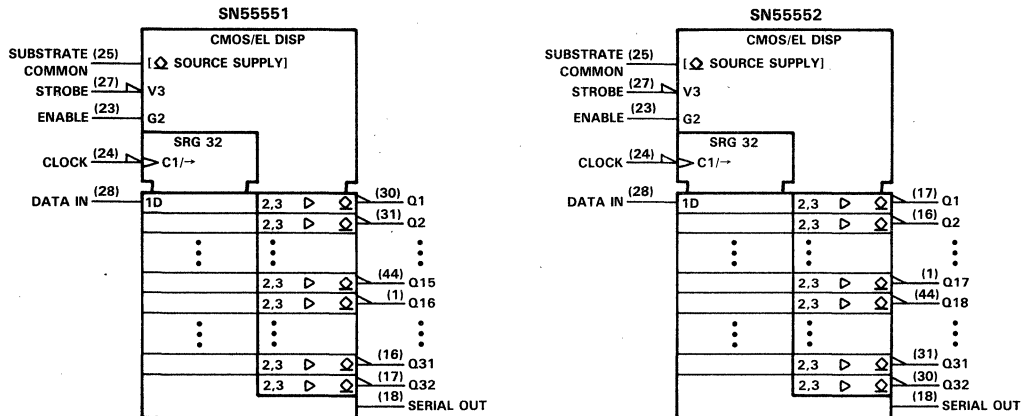 SN55551
CMOS/EL DISP
SUBSTRATE (25)
COMMON
[ SOURCE SUPPLY]
STROBE (27) V3
ENABLE (23) G2
SRG 32
CLOCK (24) C1/→
DATA IN (28) 1D
2,3 (30) Q1
2,3 (31) Q2
2,3 (44) Q15
2,3 (1) Q16
2,3 (16) Q31
2,3 (17) Q32
(18) SERIAL OUT
SN55552
CMOS/EL DISP
SUBSTRATE (25)
COMMON
[ SOURCE SUPPLY]
STROBE (27) V3
ENABLE (23) G2
SRG 32
CLOCK (24) C1/→
DATA IN (28) 1D
2,3 (17) Q1
2,3 (16) Q2
2,3 (1) Q17
2,3 (44) Q18
2,3 (31) Q31
2,3 (30) Q32
(18) SERIAL OUT